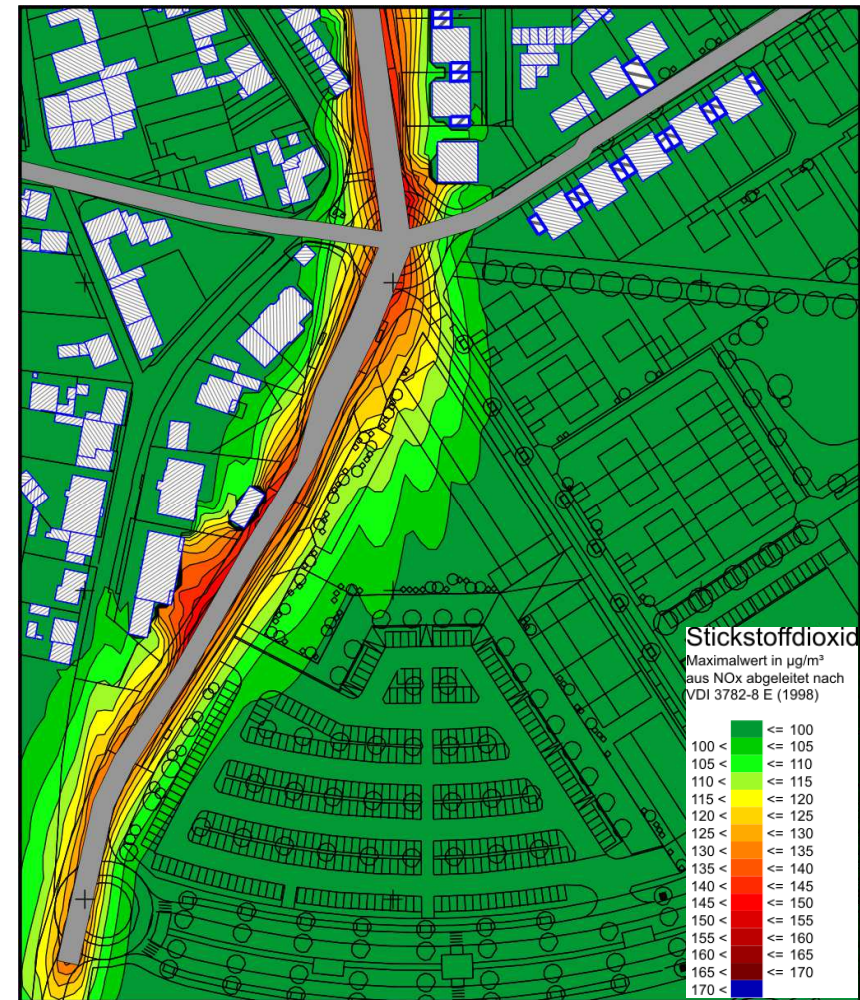 Stickstoffdioxid
Maximalwert in µg/m³
aus NOx abgeleitet nach
VDI 3782-8 E (1998)
<= 100
100 < <= 105
105 < <= 110
110 < <= 115
115 < <= 120
120 < <= 125
125 < <= 130
130 < <= 135
135 < <= 140
140 < <= 145
145 < <= 150
150 < <= 155
155 < <= 160
160 < <= 165
165 < <= 170
170 <